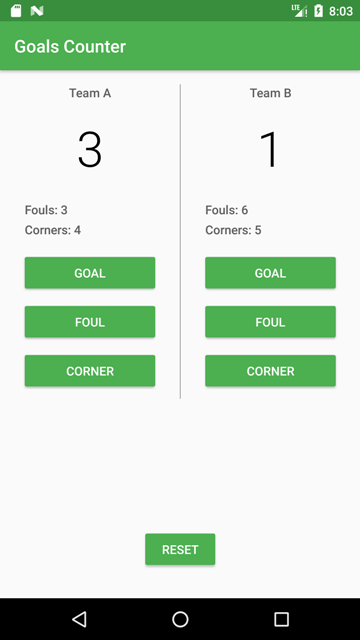 LTE 8:03
Goals Counter
Team A
3
Fouls: 3
Corners: 4
GOAL
FOUL
CORNER
Team B
1
Fouls: 6
Corners: 5
GOAL
FOUL
CORNER
RESET